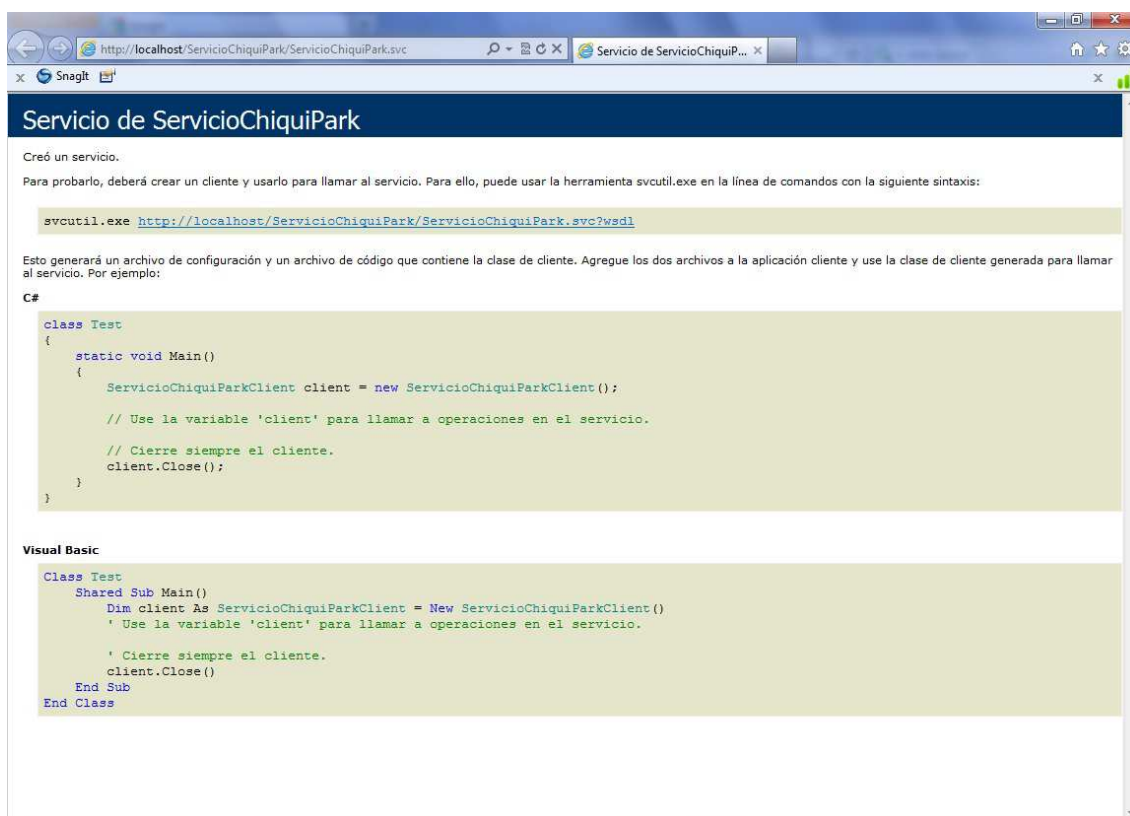 http://localhost/ServicioChiquiPark/ServicioChiquiPark.svc
Servicio de ServicioChiquiP...
SnagIt
Servicio de ServicioChiquiPark
Creó un servicio.
Para probarlo, deberá crear un cliente y usarlo para llamar al servicio. Para ello, puede usar la herramienta svcutil.exe en la línea de comandos con la siguiente sintaxis:
svcutil.exe http://localhost/ServicioChiquiPark/ServicioChiquiPark.svc?wsdl
Esto generará un archivo de configuración y un archivo de código que contiene la clase de cliente. Agregue los dos archivos a la aplicación cliente y use la clase de cliente generada para llamar
al servicio. Por ejemplo:
C#
class Test
{
static void Main()
{
ServicioChiquiParkClient client = new ServicioChiquiParkClient();
// Use la variable 'client' para llamar a operaciones en el servicio.
// Cierre siempre el cliente.
client.Close();
}
}
Visual Basic
Class Test
Shared Sub Main()
Dim client As ServicioChiquiParkClient = New ServicioChiquiParkClient()
' Use la variable 'client' para llamar a operaciones en el servicio.
' Cierre siempre el cliente.
client.Close()
End Sub
End Class